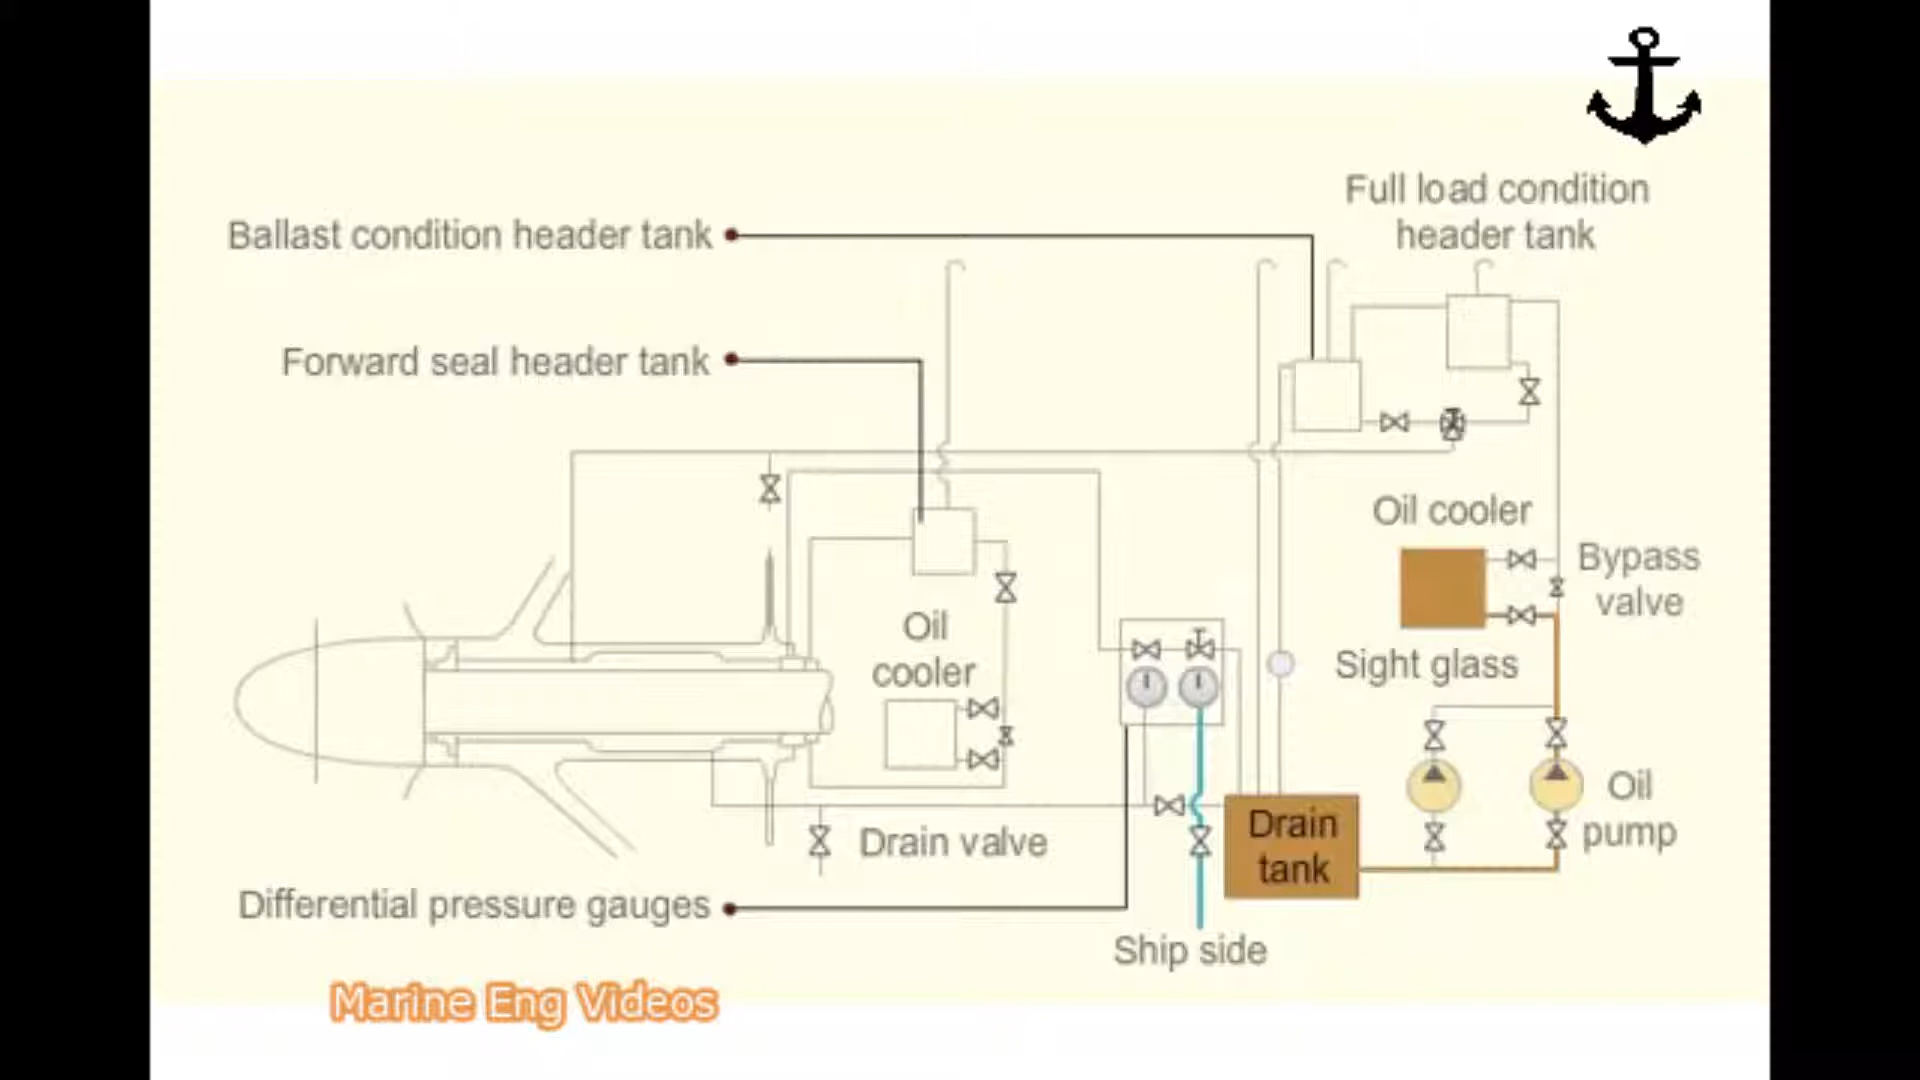 Full load condition
header tank
Ballast condition header tank
Forward seal header tank
Oil cooler
Bypass
valve
Oil
cooler
Sight glass
Oil
pump
Drain
tank
Drain valve
Differential pressure gauges
Ship side
Marine Eng Videos